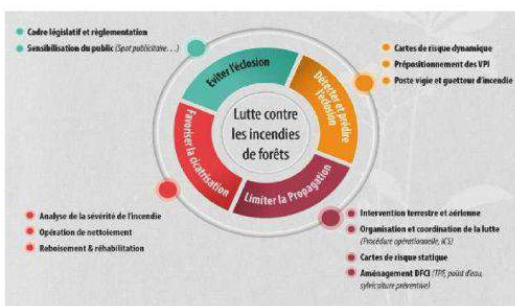 Cadre législatif et règlementation
Sensibilisation du public (Spot publicitaire...)
Eviter l'éclosion
Détecter et prédire
l'éclosion
Cartes de risque dynamique
Prépositionnement des VPI
Poste vigie et guetteur d'incendie
Lutte contre
les incendies
de forêts
Favoriser la cicatrisation
Limiter la Propagation
Analyse de la sévérité de l'incendie
Opération de nettoiement
Reboisement & réhabilitation
Intervention terrestre et aérienne
Organisation et coordination de la lutte
(Procédure opérationnelle, ICS)
Cartes de risque statique
Aménagement DFCI (TPF, point d'eau,
sylviculture préventive)